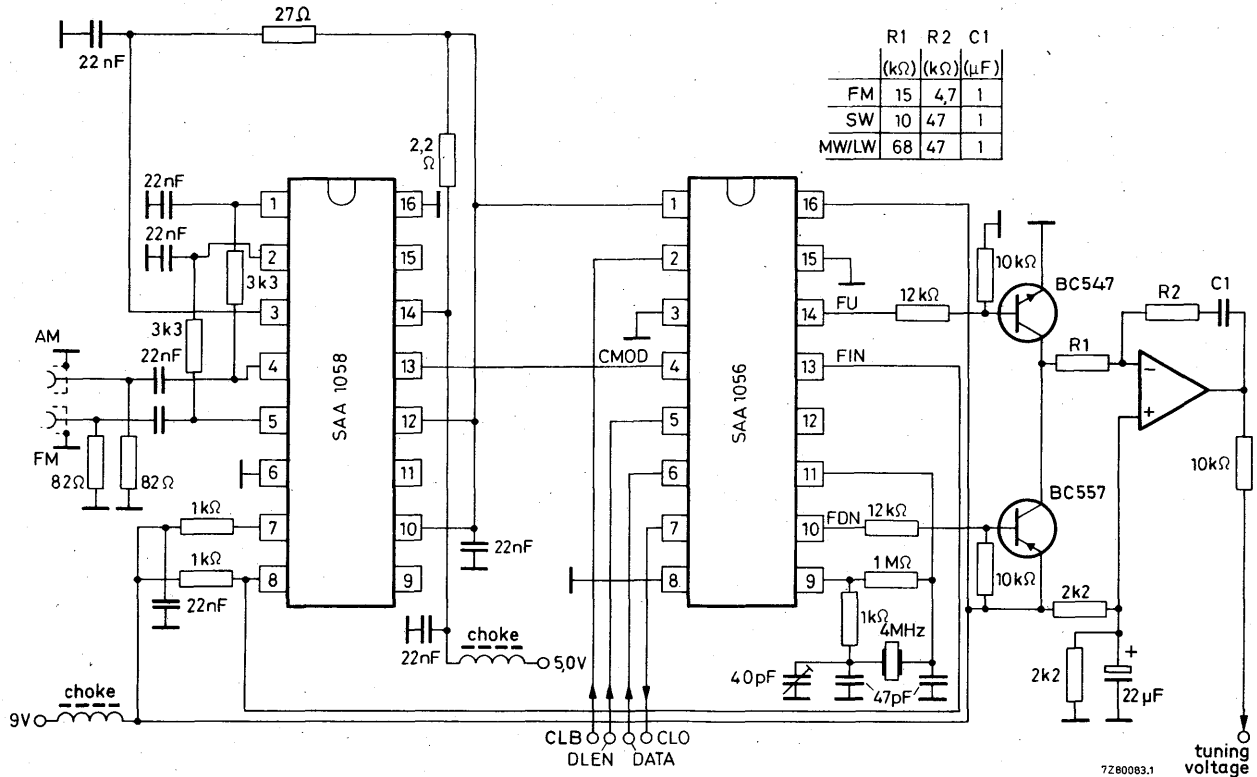 27Ω
22nF
R1 R2 C1
(kΩ) (kΩ) (μF)
FM 15 4,7 1
SW 10 47 1
MW/LW 68 47 1
2,2
Ω
22nF
22nF
3k3
3k3
22nF
AM
FM
82Ω
82Ω
1kΩ
1kΩ
22nF
choke
9V
1
2
3
4
5
6
7
8
SAA 1058
16
15
14
13
12
11
10
9
22nF
22nF
choke
5,0V
CMOD
1
2
3
4
5
6
7
8
SAA 1056
16
15
14
13
12
11
10
9
FU
FIN
FDN
12kΩ
10kΩ
BC547
R1
R2
C1
−
+
12kΩ
BC557
10kΩ
10kΩ
1MΩ
1kΩ
4MHz
40pF
47pF
2k2
2k2
+
22μF
CLB
DLEN
DATA
CLO
7Z80083.1
tuning
voltage